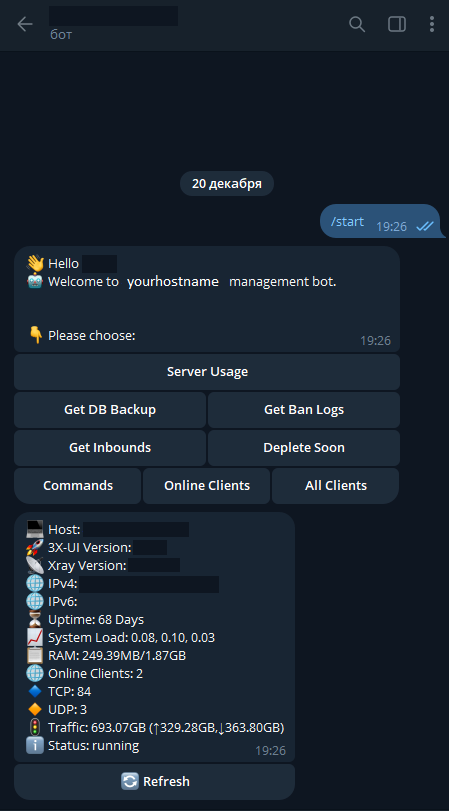 бот
20 декабря
/start 19:26
Hello
Welcome to yourhostname management bot.
Please choose:
19:26
Server Usage
Get DB Backup
Get Ban Logs
Get Inbounds
Deplete Soon
Commands
Online Clients
All Clients
Host:
3X-UI Version:
Xray Version:
IPv4:
IPv6:
Uptime: 68 Days
System Load: 0.08, 0.10, 0.03
RAM: 249.39MB/1.87GB
Online Clients: 2
TCP: 84
UDP: 3
Traffic: 693.07GB (↑329.28GB,↓363.80GB)
Status: running
19:26
Refresh